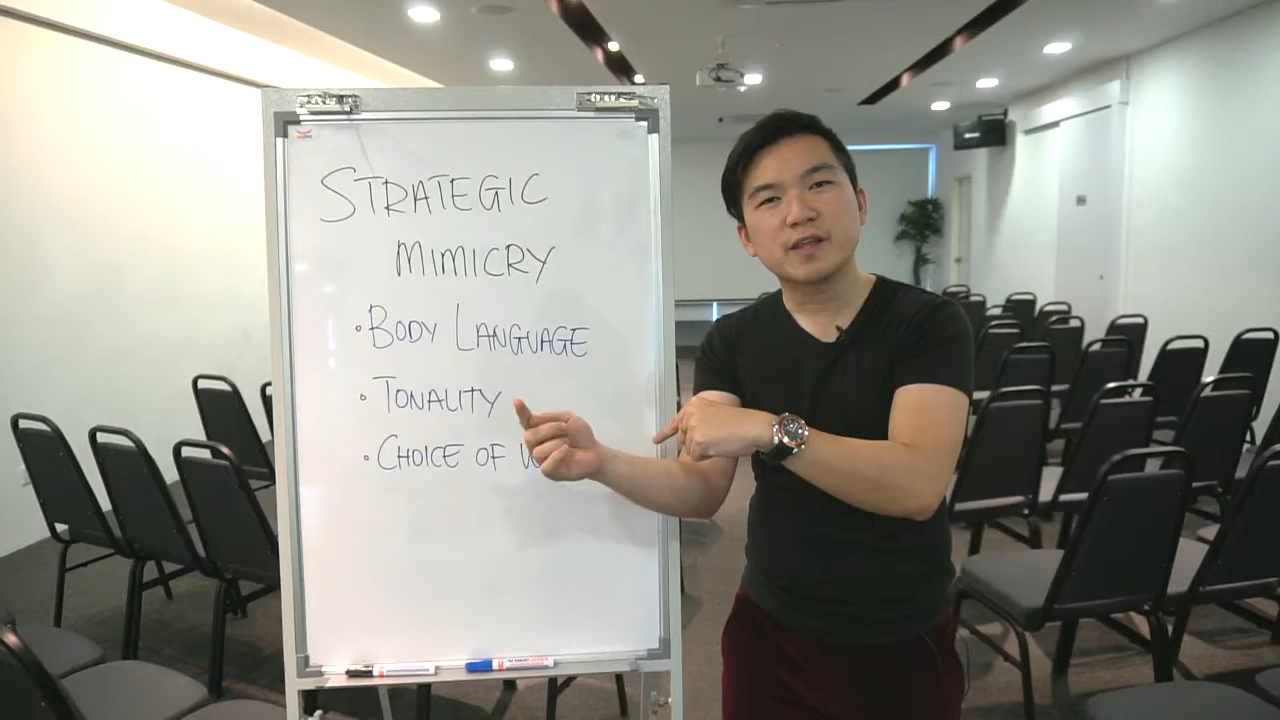 STRATEGIC
MIMICRY
• BODY LANGUAGE
• TONALITY
• CHOICE OF